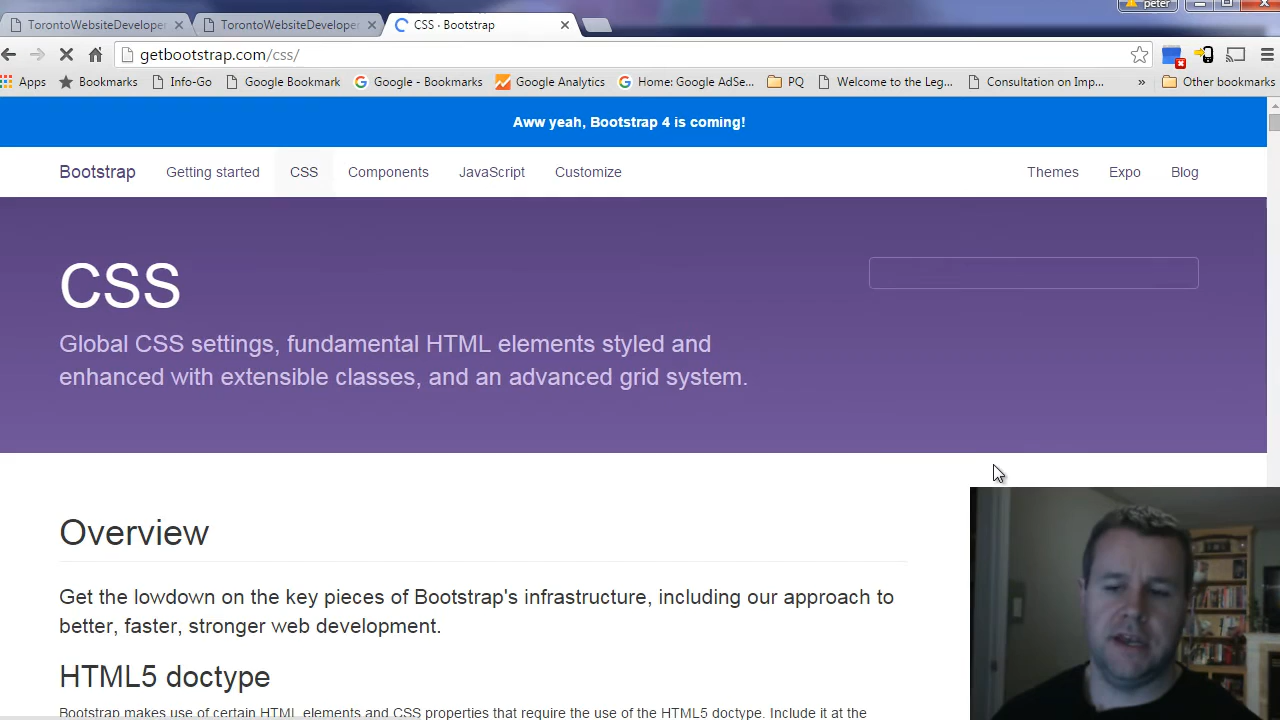 peter
TorontoWebsiteDeveloper
TorontoWebsiteDeveloper
CSS · Bootstrap
getbootstrap.com/css/
Apps
Bookmarks
Info-Go
Google Bookmark
Google - Bookmarks
Google Analytics
Home: Google AdSe...
PQ
Welcome to the Leg...
Consultation on Imp...
»
Other bookmarks
Aww yeah, Bootstrap 4 is coming!
Bootstrap
Getting started
CSS
Components
JavaScript
Customize
Themes
Expo
Blog
CSS
Global CSS settings, fundamental HTML elements styled and
enhanced with extensible classes, and an advanced grid system.
Overview
Get the lowdown on the key pieces of Bootstrap's infrastructure, including our approach to
better, faster, stronger web development.
HTML5 doctype
Bootstrap makes use of certain HTML elements and CSS properties that require the use of the HTML5 doctype. Include it at the